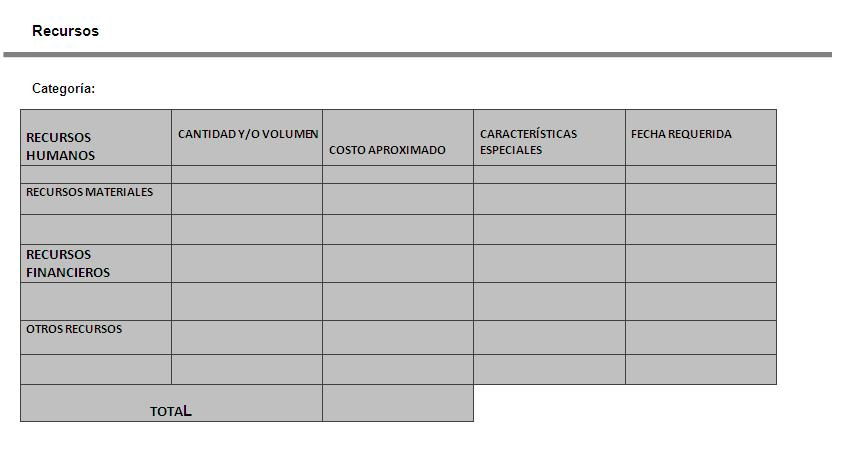 Recursos
Categoría:
RECURSOS
HUMANOS
CANTIDAD Y/O VOLUMEN
COSTO APROXIMADO
CARACTERÍSTICAS
ESPECIALES
FECHA REQUERIDA
RECURSOS MATERIALES
RECURSOS
FINANCIEROS
OTROS RECURSOS
TOTAL